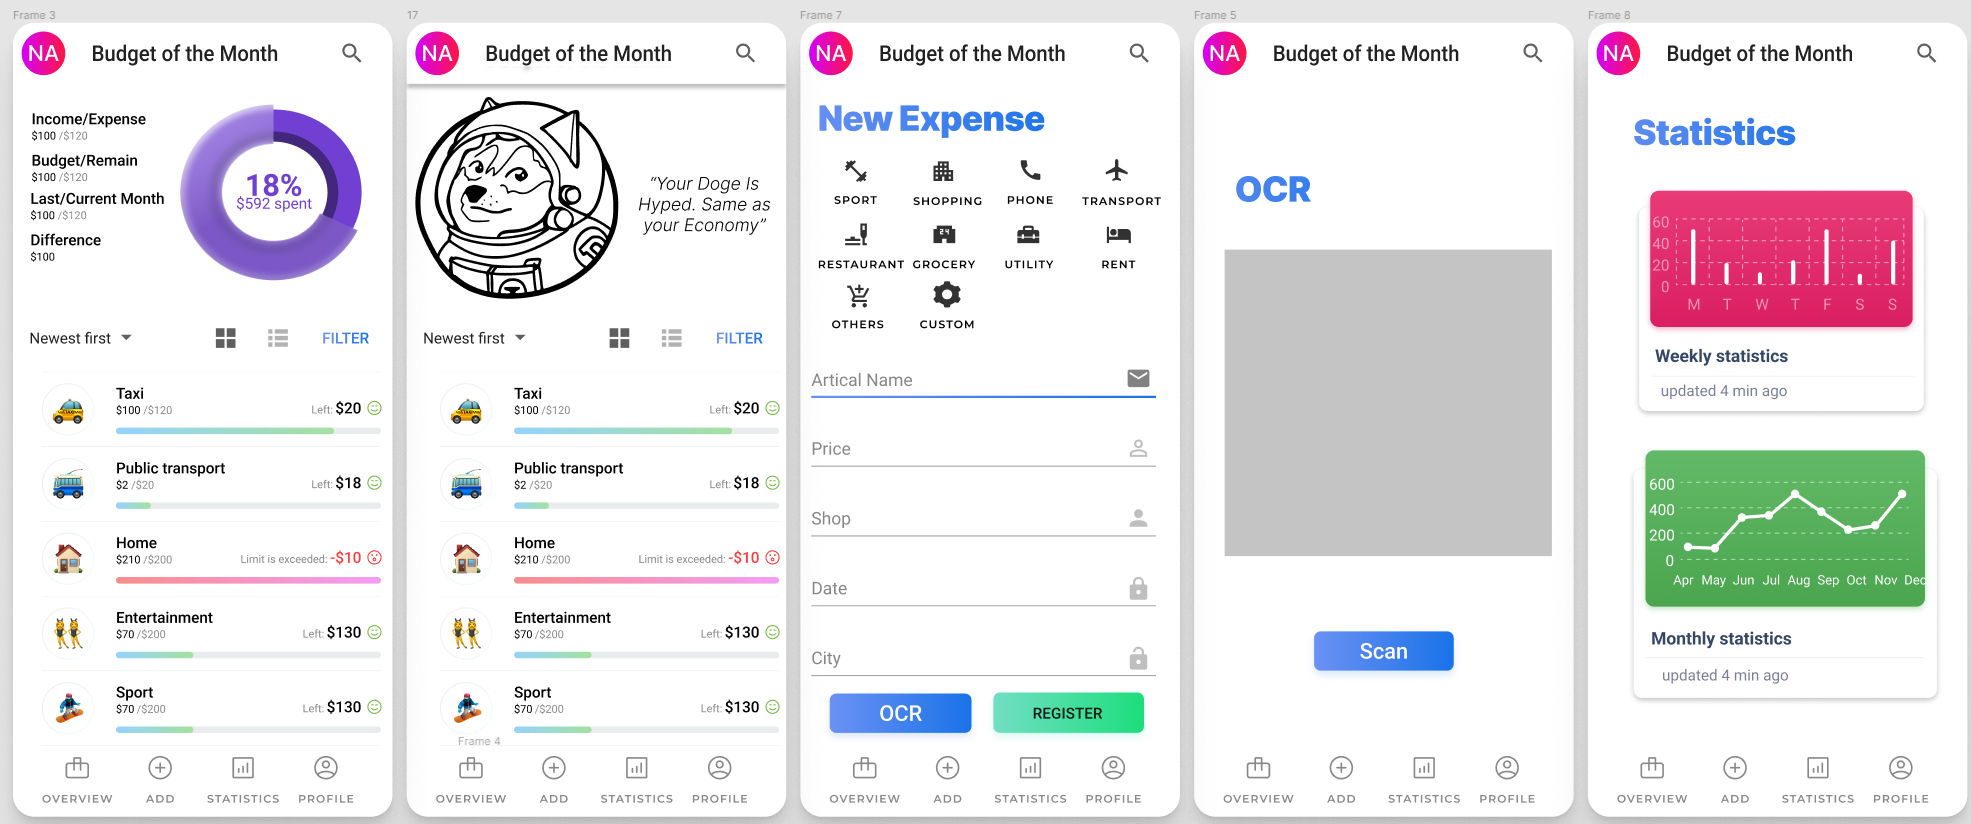 Frame 3
NA
Budget of the Month
Income/Expense
$100 /$120
Budget/Remain
$100 /$120
Last/Current Month
$100 /$120
Difference
$100
18%
$592 spent
Newest first
FILTER
Taxi
$100 /$120
Left: $20
Public transport
$2 /$20
Left: $18
Home
$210 /$200
Limit is exceeded: -$10
Entertainment
$70 /$200
Left: $130
Sport
$70 /$200
Left: $130
OVERVIEW
ADD
STATISTICS
PROFILE
17
NA
Budget of the Month
“Your Doge Is
Hyped. Same as
your Economy”
Newest first
FILTER
Taxi
$100 /$120
Left: $20
Public transport
$2 /$20
Left: $18
Home
$210 /$200
Limit is exceeded: -$10
Entertainment
$70 /$200
Left: $130
Sport
$70 /$200
Left: $130
Frame 4
OVERVIEW
ADD
STATISTICS
PROFILE
Frame 7
NA
Budget of the Month
New Expense
SPORT
SHOPPING
PHONE
TRANSPORT
RESTAURANT
GROCERY
UTILITY
RENT
OTHERS
CUSTOM
Artical Name
Price
Shop
Date
City
OCR
REGISTER
OVERVIEW
ADD
STATISTICS
PROFILE
Frame 5
NA
Budget of the Month
OCR
Scan
OVERVIEW
ADD
STATISTICS
PROFILE
Frame 8
NA
Budget of the Month
Statistics
60
40
20
0
M T W T F S S
Weekly statistics
updated 4 min ago
600
400
200
0
Apr May Jun Jul Aug Sep Oct Nov Dec
Monthly statistics
updated 4 min ago
OVERVIEW
ADD
STATISTICS
PROFILE